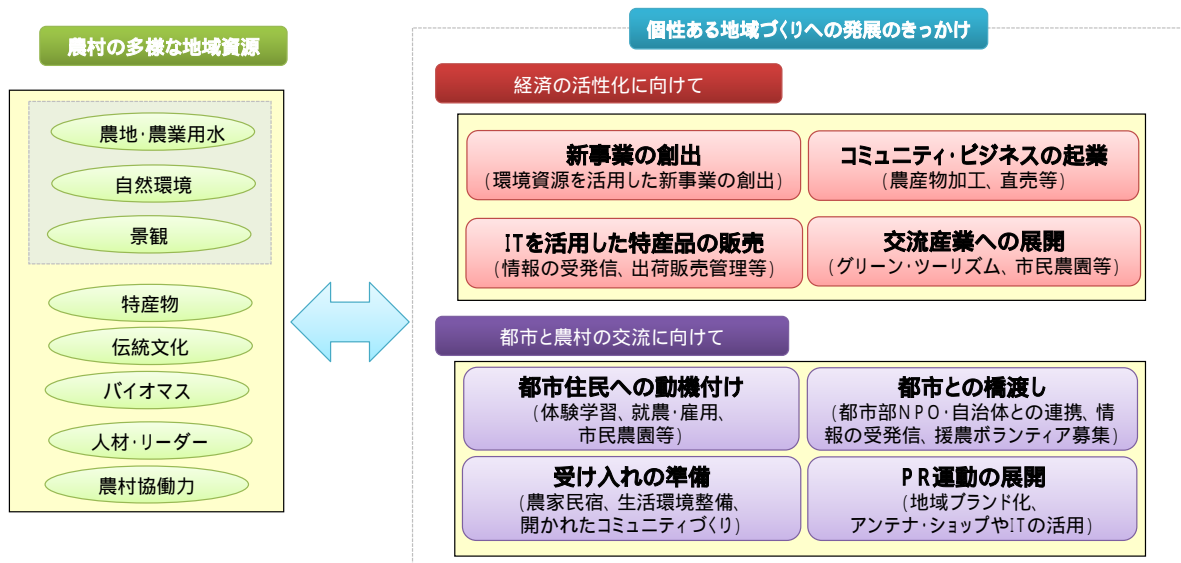 農村の多様な地域資源
農地・農業用水
自然環境
景観
特産物
伝統文化
バイオマス
人材・リーダー
農村協働力
個性ある地域づくりへの発展のきっかけ
経済の活性化に向けて
新事業の創出
(環境資源を活用した新事業の創出)
コミュニティ・ビジネスの起業
(農産物加工、直売等)
ITを活用した特産品の販売
(情報の受発信、出荷販売管理等)
交流産業への展開
(グリーン・ツーリズム、市民農園等)
都市と農村の交流に向けて
都市住民への動機付け
(体験学習、就農・雇用、
市民農園等)
都市との橋渡し
(都市部NPO・自治体との連携、情
報の受発信、援農ボランティア募集)
受け入れの準備
(農家民宿、生活環境整備、
開かれたコミュニティづくり)
PR運動の展開
(地域ブランド化、
アンテナ・ショップやITの活用)